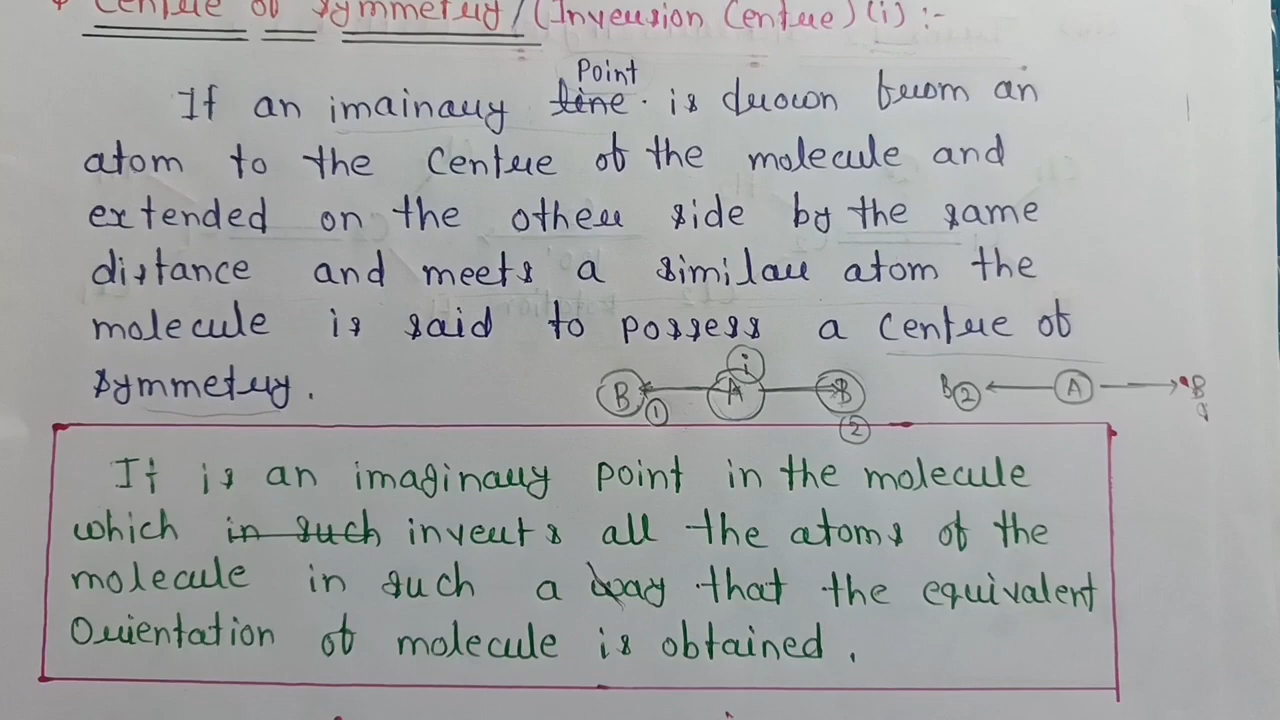 Centre of Symmetry/(Inversion Centre)(i) :-
Point
If an imainary line. is drown from an
atom to the Centre of the molecule and
extended on the other side by the same
distance and meets a similar atom the
molecule is said to possess a Centre of
symmetry.
i
B A B B2 A B
1 2
It is an imaginary point in the molecule
which in such inverts all the atoms of the
molecule in such a way that the equivalent
Orientation of molecule is obtained.